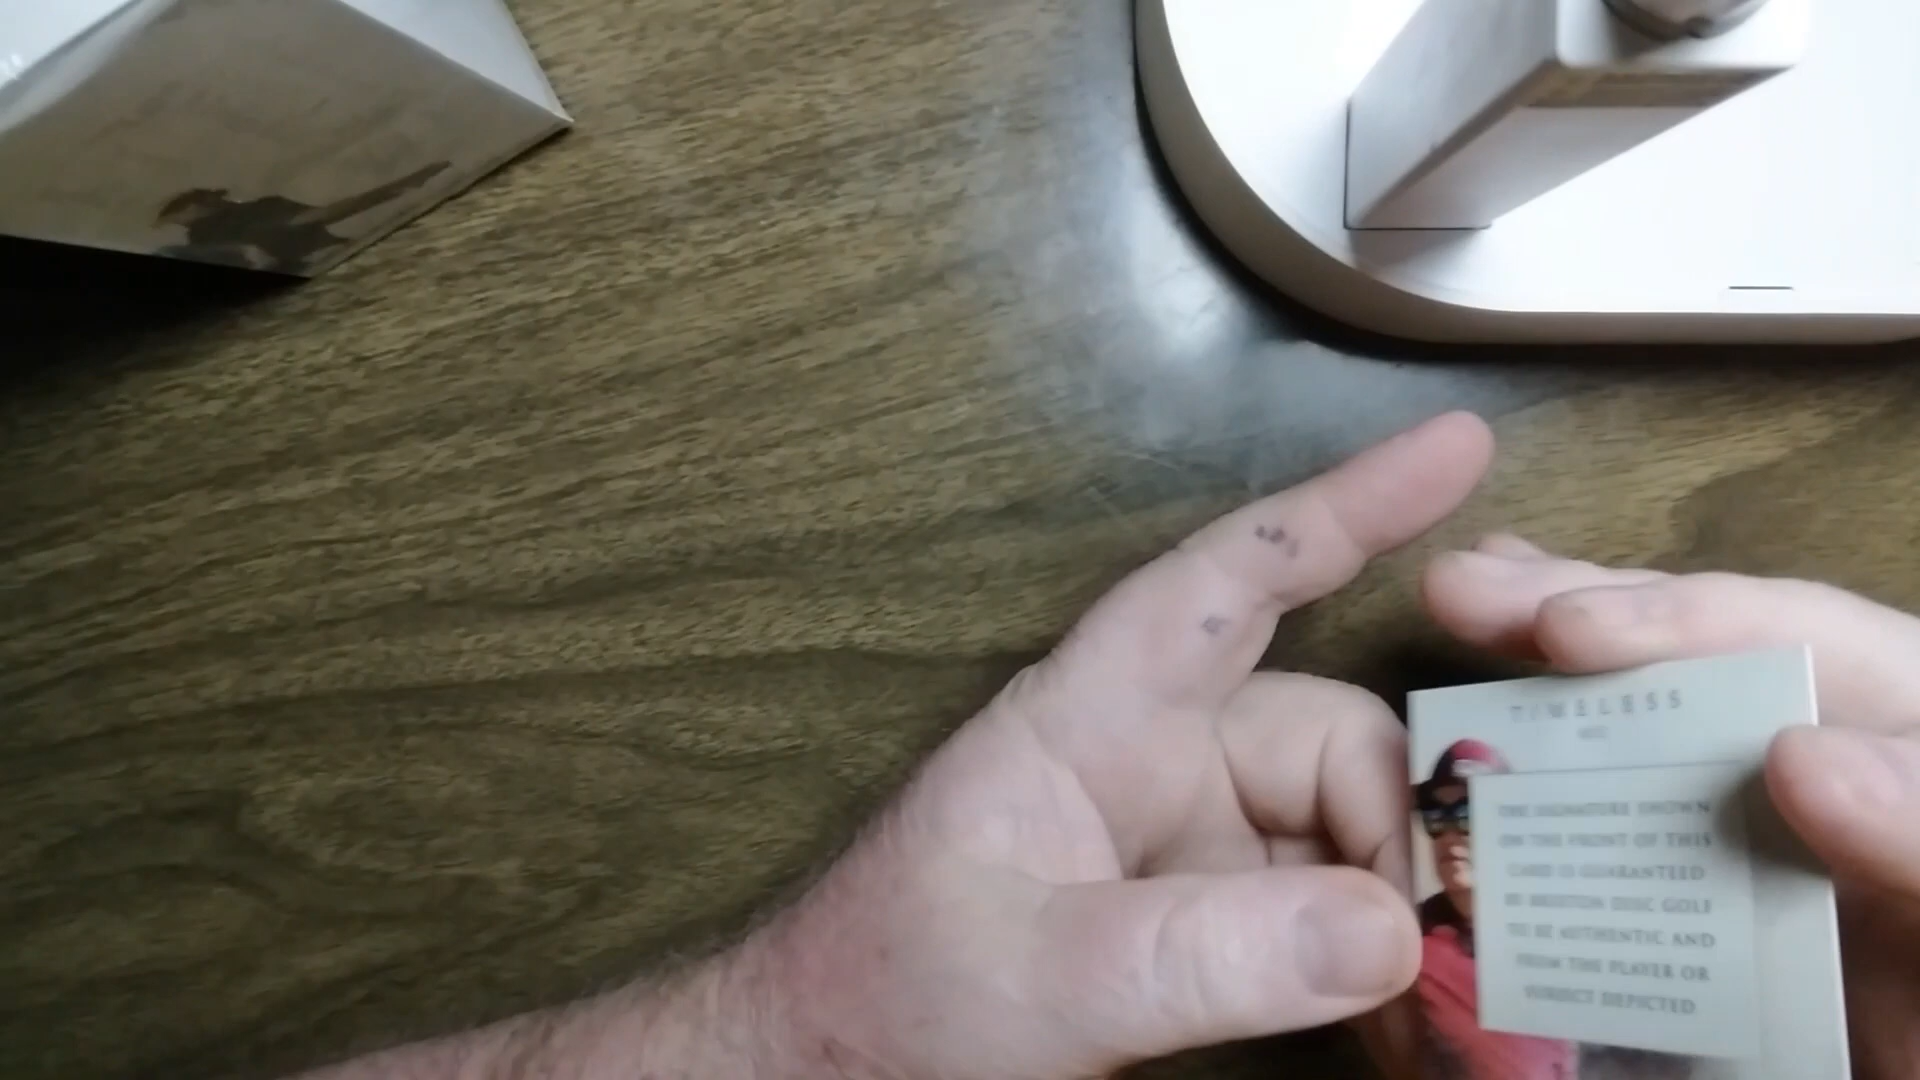 TIMELESS
THE SIGNATURE SHOWN
ON THE FRONT OF THIS
CARD IS GUARANTEED
BY DISC GOLF
TO BE AUTHENTIC AND
FROM THE PLAYER OR
SUBJECT DEPICTED